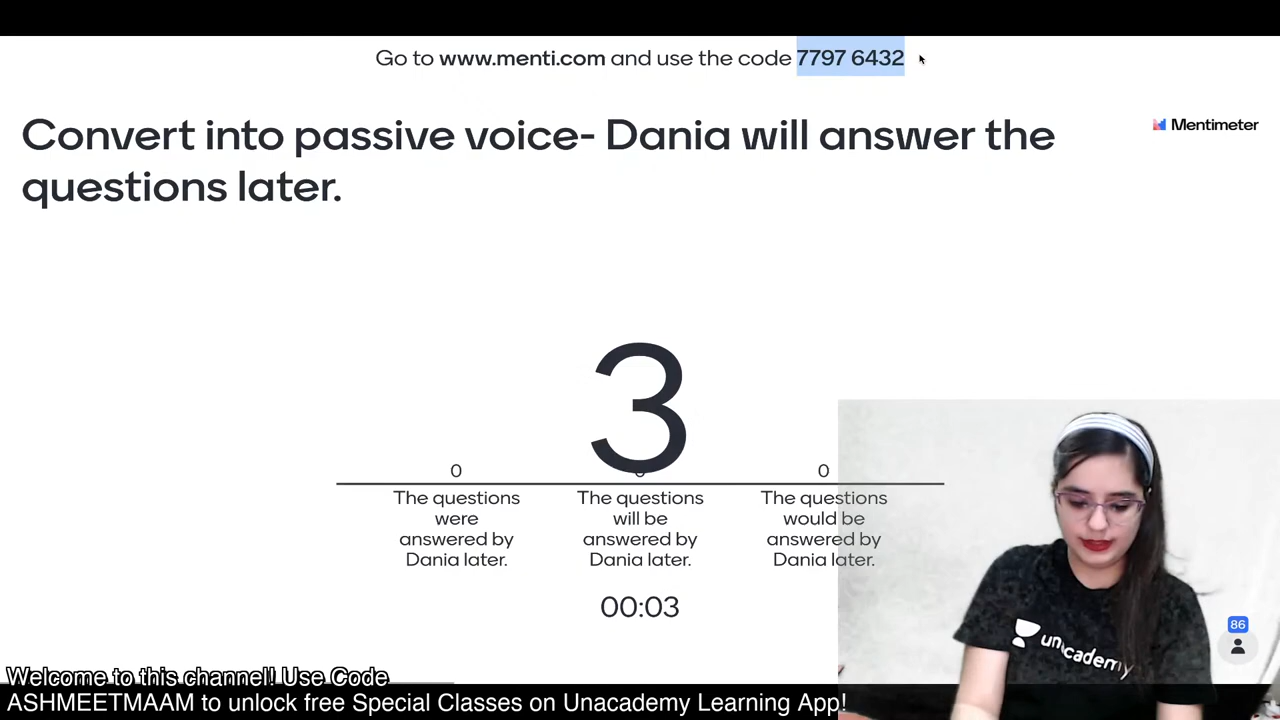 Go to www.menti.com and use the code 7797 6432
Convert into passive voice- Dania will answer the
questions later.
Mentimeter
3
0
0
0
The questions
were
answered by
Dania later.
The questions
will be
answered by
Dania later.
The questions
would be
answered by
Dania later.
00:03
unacademy
86
Welcome to this channel! Use Code
ASHMEETMAAM to unlock free Special Classes on Unacademy Learning App!